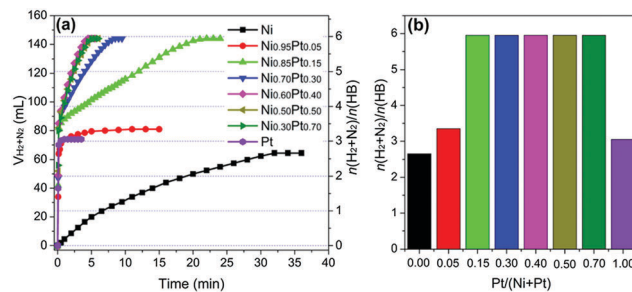 (a)
V_H2+N2 (mL)
160
140
120
100
80
60
40
20
0
0 5 10 15 20 25 30 35 40
Time (min)
Ni
Ni0.95Pt0.05
Ni0.85Pt0.15
Ni0.70Pt0.30
Ni0.60Pt0.40
Ni0.50Pt0.50
Ni0.30Pt0.70
Pt
6
5
4
3
2
1
0
n(H2+N2)/n(HB)
(b)
n(H2+N2)/n(HB)
6
5
4
3
2
1
0
0.00 0.05 0.15 0.30 0.40 0.50 0.70 1.00
Pt/(Ni+Pt)